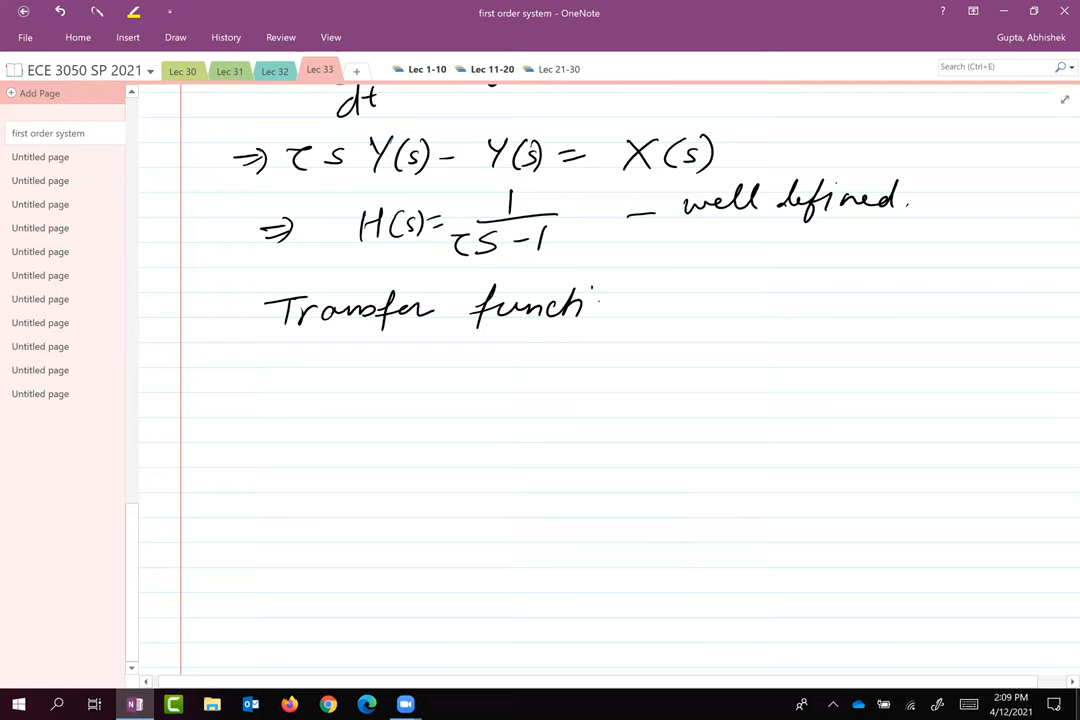 first order system - OneNote
?
Gupta, Abhishek
File Home Insert Draw History Review View
ECE 3050 SP 2021 Lec 30 Lec 31 Lec 32 Lec 33 + Lec 1-10 Lec 11-20 Lec 21-30
Search (Ctrl+E)
Add Page
first order system
Untitled page
Untitled page
Untitled page
Untitled page
Untitled page
Untitled page
Untitled page
Untitled page
Untitled page
Untitled page
Untitled page
dt
⇒ τ s Y(s) - Y(s) = X(s)
⇒ H(s) = 1/(τs - 1) - well defined.
Transfer functi
2:09 PM
4/12/2021